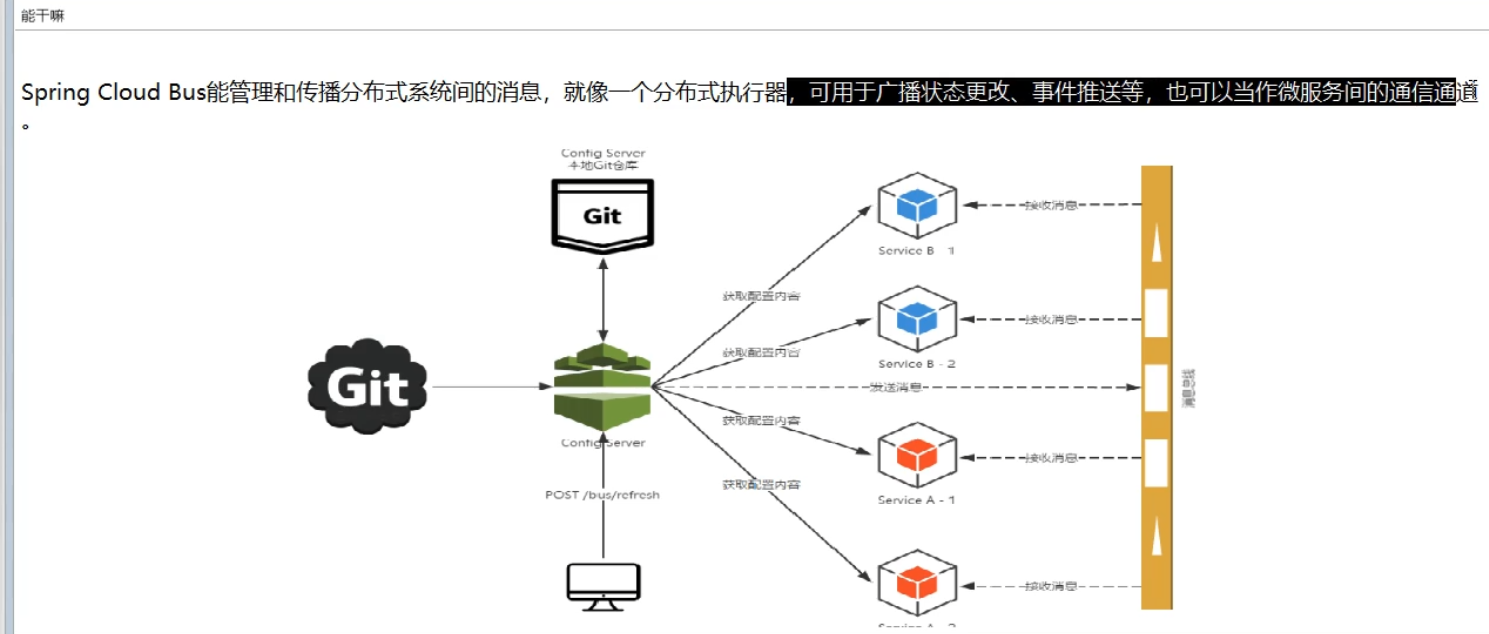 能干嘛
Spring Cloud Bus能管理和传播分布式系统间的消息，就像一个分布式执行器，可用于广播状态更改、事件推送等，也可以当作微服务间的通信通道
。
Config Server
本地Git仓库
Git
接收消息
Service B - 1
获取配置内容
接收消息
获取配置内容
Service B - 2
Git
发送消息
消息总线
获取配置内容
Config Server
接收消息
获取配置内容
POST /bus/refresh
Service A - 1
接收消息